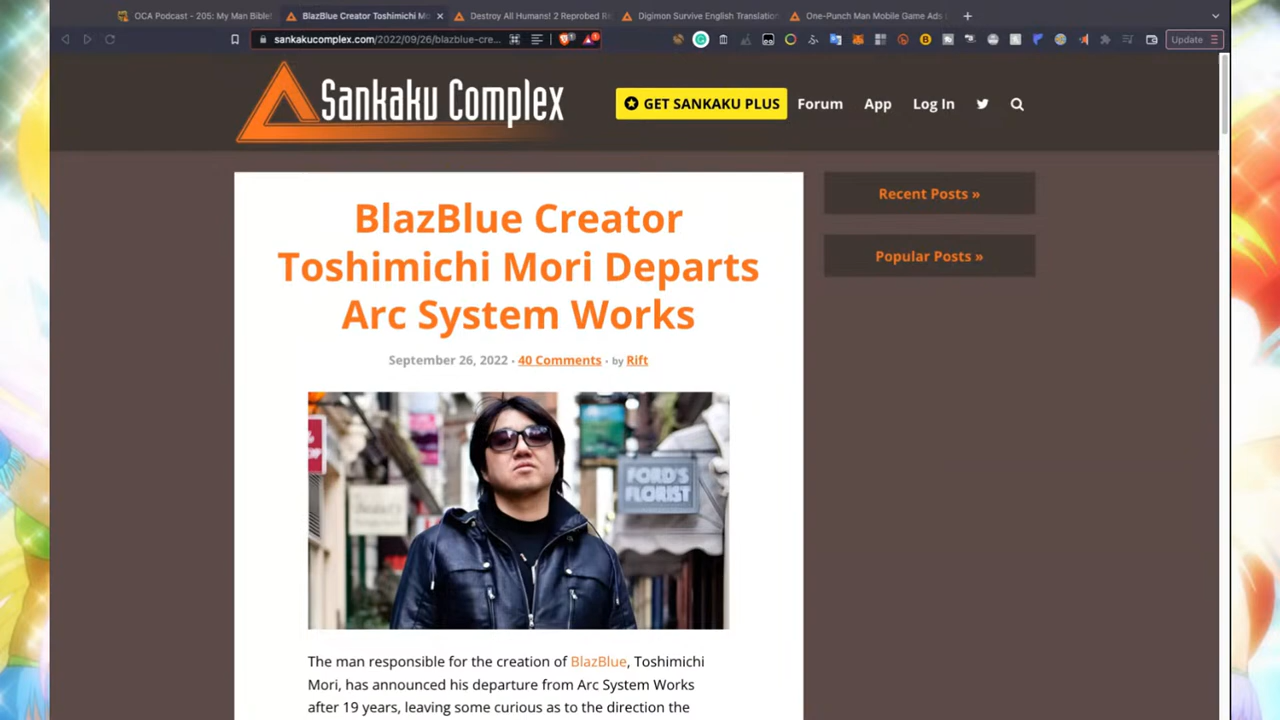 OCA Podcast - 205: My Man Bible!
BlazBlue Creator Toshimichi Mo
Destroy All Humans! 2 Reprobed R
Digimon Survive English Translation
One-Punch Man Mobile Game Ads
sankakucomplex.com/2022/09/26/blazblue-cre...
Update
Sankaku Complex
GET SANKAKU PLUS
Forum
App
Log In
BlazBlue Creator
Toshimichi Mori Departs
Arc System Works
September 26, 2022 · 40 Comments · by Rift
Recent Posts »
Popular Posts »
FORD'S
FLORIST
The man responsible for the creation of BlazBlue, Toshimichi
Mori, has announced his departure from Arc System Works
after 19 years, leaving some curious as to the direction the